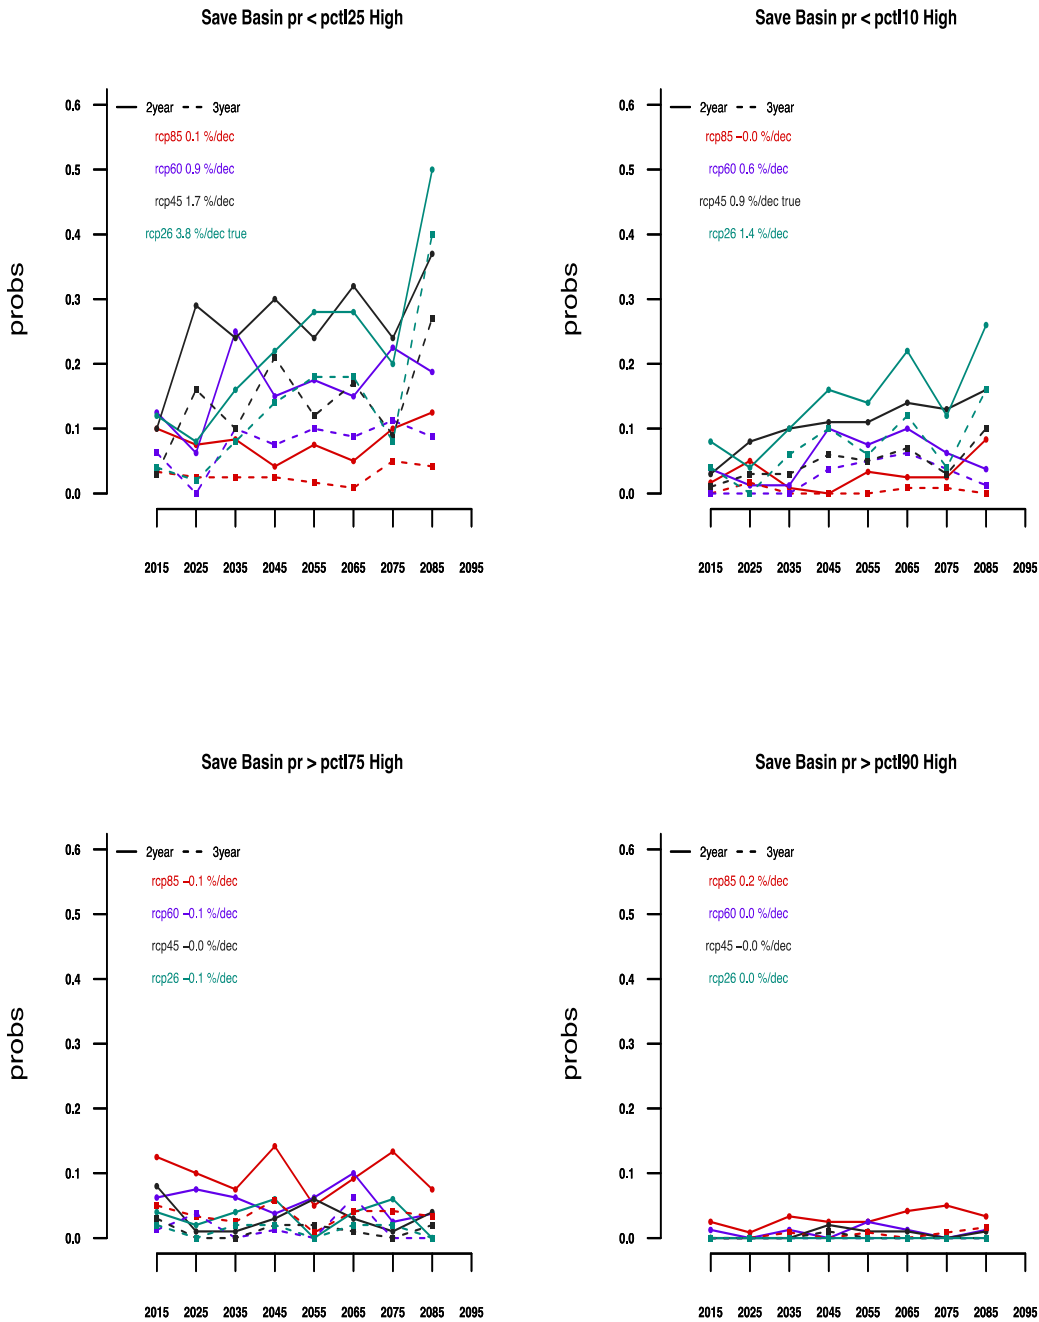 Save Basin pr < pctl25 High
probs
0.6
0.5
0.4
0.3
0.2
0.1
0.0
2year 3year
rcp85 0.1 %/dec
rcp60 0.9 %/dec
rcp45 1.7 %/dec
rcp26 3.8 %/dec true
2015 2025 2035 2045 2055 2065 2075 2085 2095
Save Basin pr < pctl10 High
probs
0.6
0.5
0.4
0.3
0.2
0.1
0.0
2year 3year
rcp85 −0.0 %/dec
rcp60 0.6 %/dec
rcp45 0.9 %/dec true
rcp26 1.4 %/dec
2015 2025 2035 2045 2055 2065 2075 2085 2095
Save Basin pr > pctl75 High
probs
0.6
0.5
0.4
0.3
0.2
0.1
0.0
2year 3year
rcp85 −0.1 %/dec
rcp60 −0.1 %/dec
rcp45 −0.0 %/dec
rcp26 −0.1 %/dec
2015 2025 2035 2045 2055 2065 2075 2085 2095
Save Basin pr > pctl90 High
probs
0.6
0.5
0.4
0.3
0.2
0.1
0.0
2year 3year
rcp85 0.2 %/dec
rcp60 0.0 %/dec
rcp45 −0.0 %/dec
rcp26 0.0 %/dec
2015 2025 2035 2045 2055 2065 2075 2085 2095